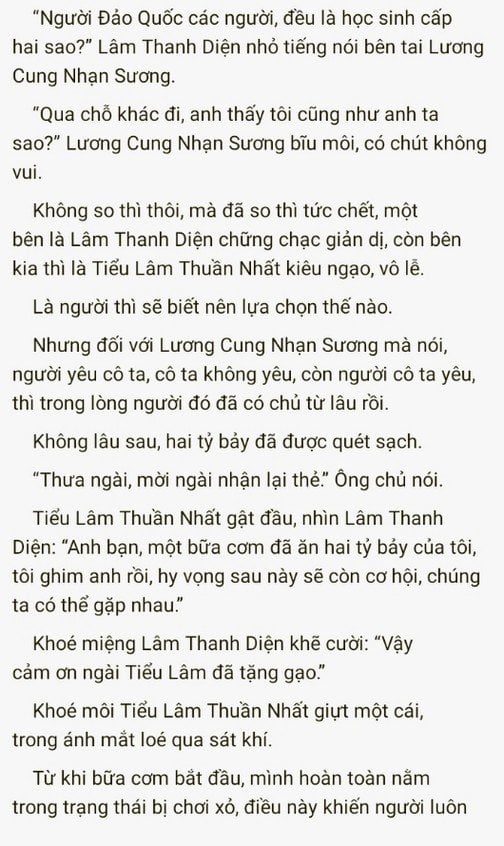 “Người Đảo Quốc các người, đều là học sinh cấp
hai sao?” Lâm Thanh Diện nhỏ tiếng nói bên tai Lương
Cung Nhạn Sương.
“Qua chỗ khác đi, anh thấy tôi cũng như anh ta
sao?” Lương Cung Nhạn Sương bĩu môi, có chút không
vui.
Không so thì thôi, mà đã so thì tức chết, một
bên là Lâm Thanh Diện chững chạc giản dị, còn bên
kia thì là Tiểu Lâm Thuần Nhất kiêu ngạo, vô lễ.
Là người thì sẽ biết nên lựa chọn thế nào.
Nhưng đối với Lương Cung Nhạn Sương mà nói,
người yêu cô ta, cô ta không yêu, còn người cô ta yêu,
thì trong lòng người đó đã có chủ từ lâu rồi.
Không lâu sau, hai tỷ bảy đã được quét sạch.
“Thưa ngài, mời ngài nhận lại thẻ.” Ông chủ nói.
Tiểu Lâm Thuần Nhất gật đầu, nhìn Lâm Thanh
Diện: “Anh bạn, một bữa cơm đã ăn hai tỷ bảy của tôi,
tôi ghim anh rồi, hy vọng sau này sẽ còn cơ hội, chúng
ta có thể gặp nhau.”
Khoé miệng Lâm Thanh Diện khẽ cười: “Vậy
cảm ơn ngài Tiểu Lâm đã tặng gạo.”
Khoé môi Tiểu Lâm Thuần Nhất giựt một cái,
trong ánh mắt loé qua sát khí.
Từ khi bữa cơm bắt đầu, mình hoàn toàn nằm
trong trạng thái bị chơi xỏ, điều này khiến người luôn